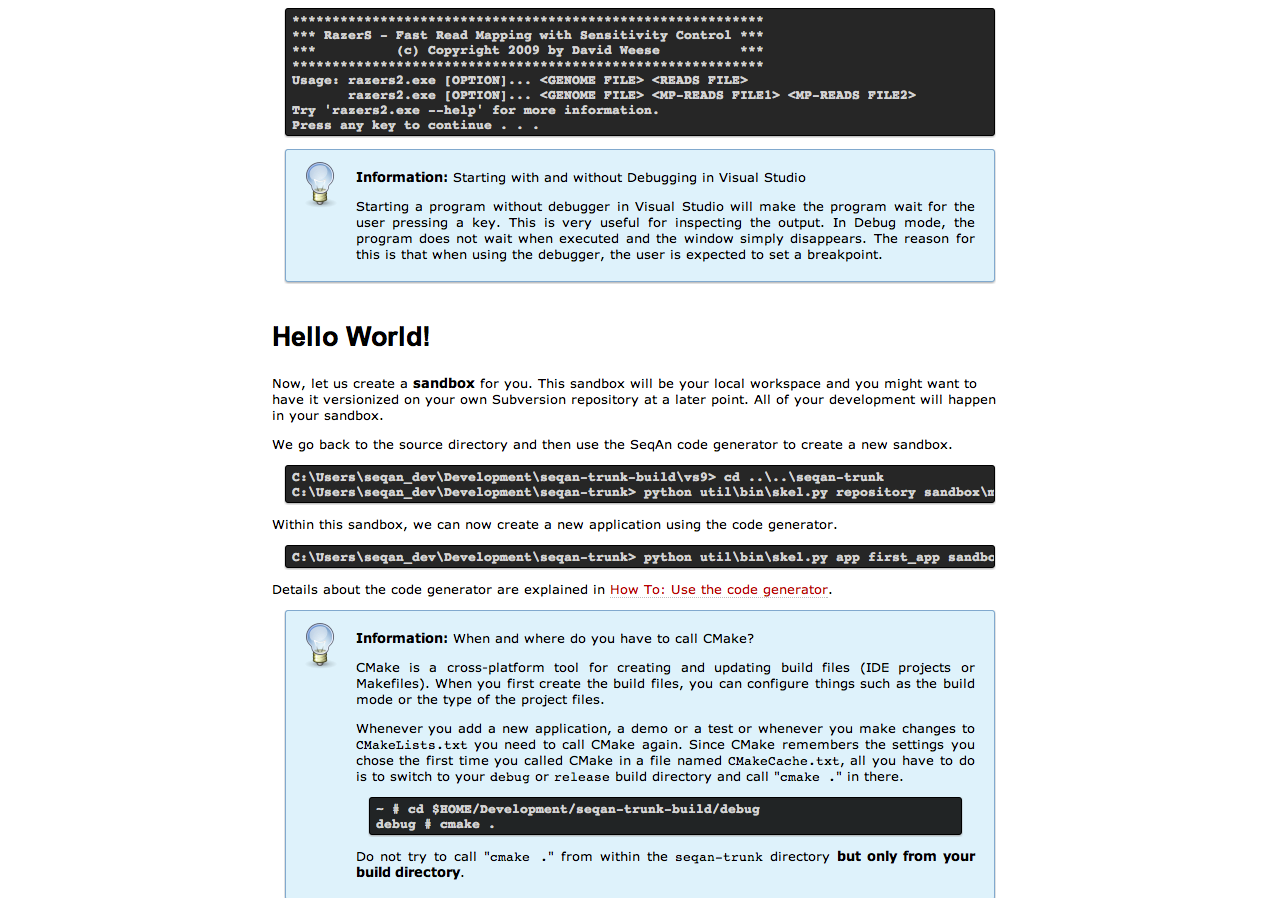 ***********************************************************
*** RazerS - Fast Read Mapping with Sensitivity Control ***
***          (c) Copyright 2009 by David Weese          ***
***********************************************************
Usage: razers2.exe [OPTION]... <GENOME FILE> <READS FILE>
       razers2.exe [OPTION]... <GENOME FILE> <MP-READS FILE1> <MP-READS FILE2>
Try 'razers2.exe --help' for more information.
Press any key to continue . . .
Information: Starting with and without Debugging in Visual Studio
Starting a program without debugger in Visual Studio will make the program wait for the
user pressing a key. This is very useful for inspecting the output. In Debug mode, the
program does not wait when executed and the window simply disappears. The reason for
this is that when using the debugger, the user is expected to set a breakpoint.
Hello World!
Now, let us create a sandbox for you. This sandbox will be your local workspace and you might want to
have it versionized on your own Subversion repository at a later point. All of your development will happen
in your sandbox.
We go back to the source directory and then use the SeqAn code generator to create a new sandbox.
C:\Users\seqan_dev\Development\seqan-trunk-build\vs9> cd ..\..\seqan-trunk
C:\Users\seqan_dev\Development\seqan-trunk> python util\bin\skel.py repository sandbox\m
Within this sandbox, we can now create a new application using the code generator.
C:\Users\seqan_dev\Development\seqan-trunk> python util\bin\skel.py app first_app sandbo
Details about the code generator are explained in How To: Use the code generator.
Information: When and where do you have to call CMake?
CMake is a cross-platform tool for creating and updating build files (IDE projects or
Makefiles). When you first create the build files, you can configure things such as the build
mode or the type of the project files.
Whenever you add a new application, a demo or a test or whenever you make changes to
CMakeLists.txt you need to call CMake again. Since CMake remembers the settings you
chose the first time you called CMake in a file named CMakeCache.txt, all you have to do
is to switch to your debug or release build directory and call "cmake ." in there.
~ # cd $HOME/Development/seqan-trunk-build/debug
debug # cmake .
Do not try to call "cmake ." from within the seqan-trunk directory but only from your
build directory.